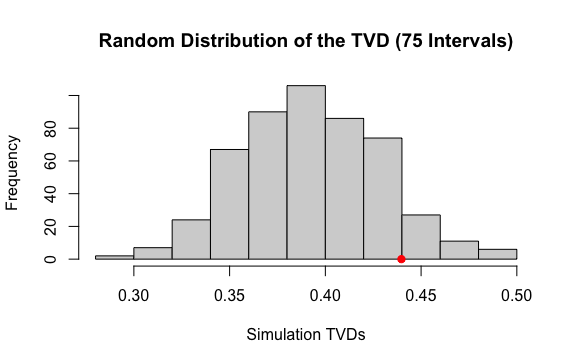 Random Distribution of the TVD (75 Intervals)
Frequency
80
60
40
20
0
0.30 0.35 0.40 0.45 0.50
Simulation TVDs